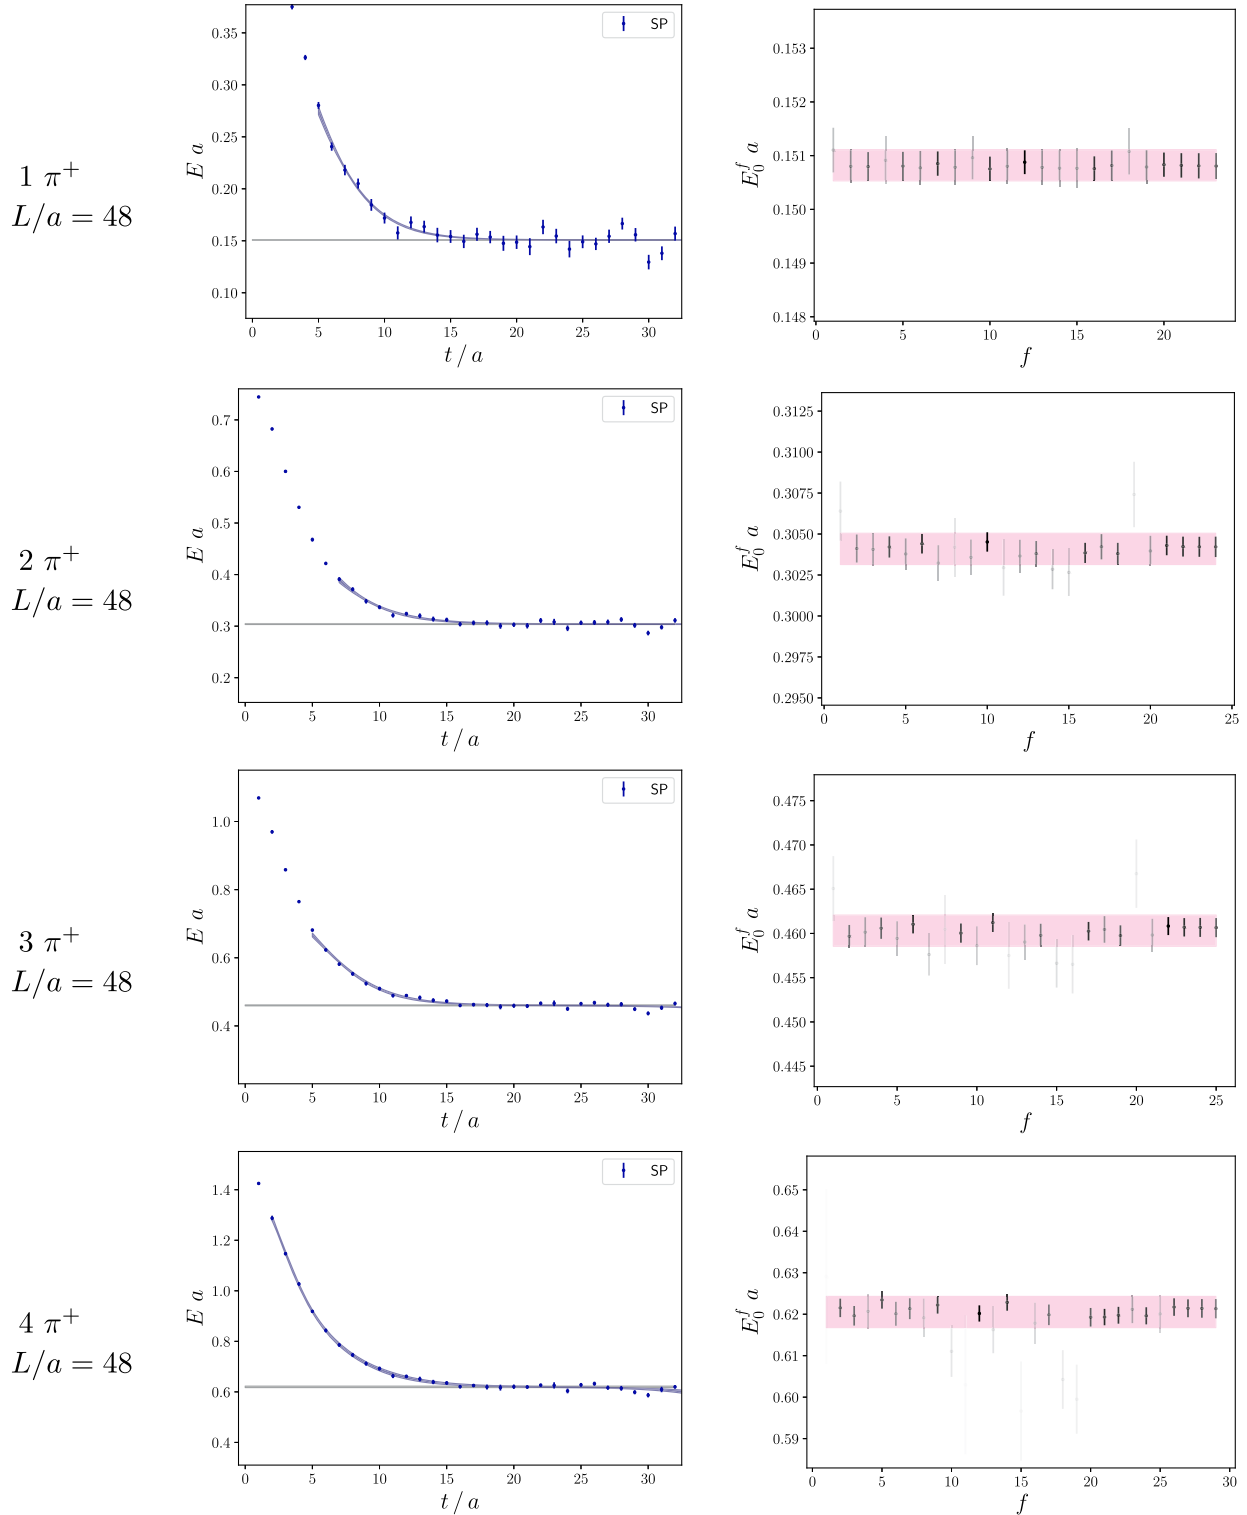 1 π⁺
L/a = 48
E a
0.35
0.30
0.25
0.20
0.15
0.10
0 5 10 15 20 25 30
t / a
SP
E₀ᶠ a
0.153
0.152
0.151
0.150
0.149
0.148
0 5 10 15 20
f
2 π⁺
L/a = 48
E a
0.7
0.6
0.5
0.4
0.3
0.2
0 5 10 15 20 25 30
t / a
SP
E₀ᶠ a
0.3125
0.3100
0.3075
0.3050
0.3025
0.3000
0.2975
0.2950
0 5 10 15 20 25
f
3 π⁺
L/a = 48
E a
1.0
0.8
0.6
0.4
0 5 10 15 20 25 30
t / a
SP
E₀ᶠ a
0.475
0.470
0.465
0.460
0.455
0.450
0.445
0 5 10 15 20 25
f
4 π⁺
L/a = 48
E a
1.4
1.2
1.0
0.8
0.6
0.4
0 5 10 15 20 25 30
t / a
SP
E₀ᶠ a
0.65
0.64
0.63
0.62
0.61
0.60
0.59
0 5 10 15 20 25 30
f